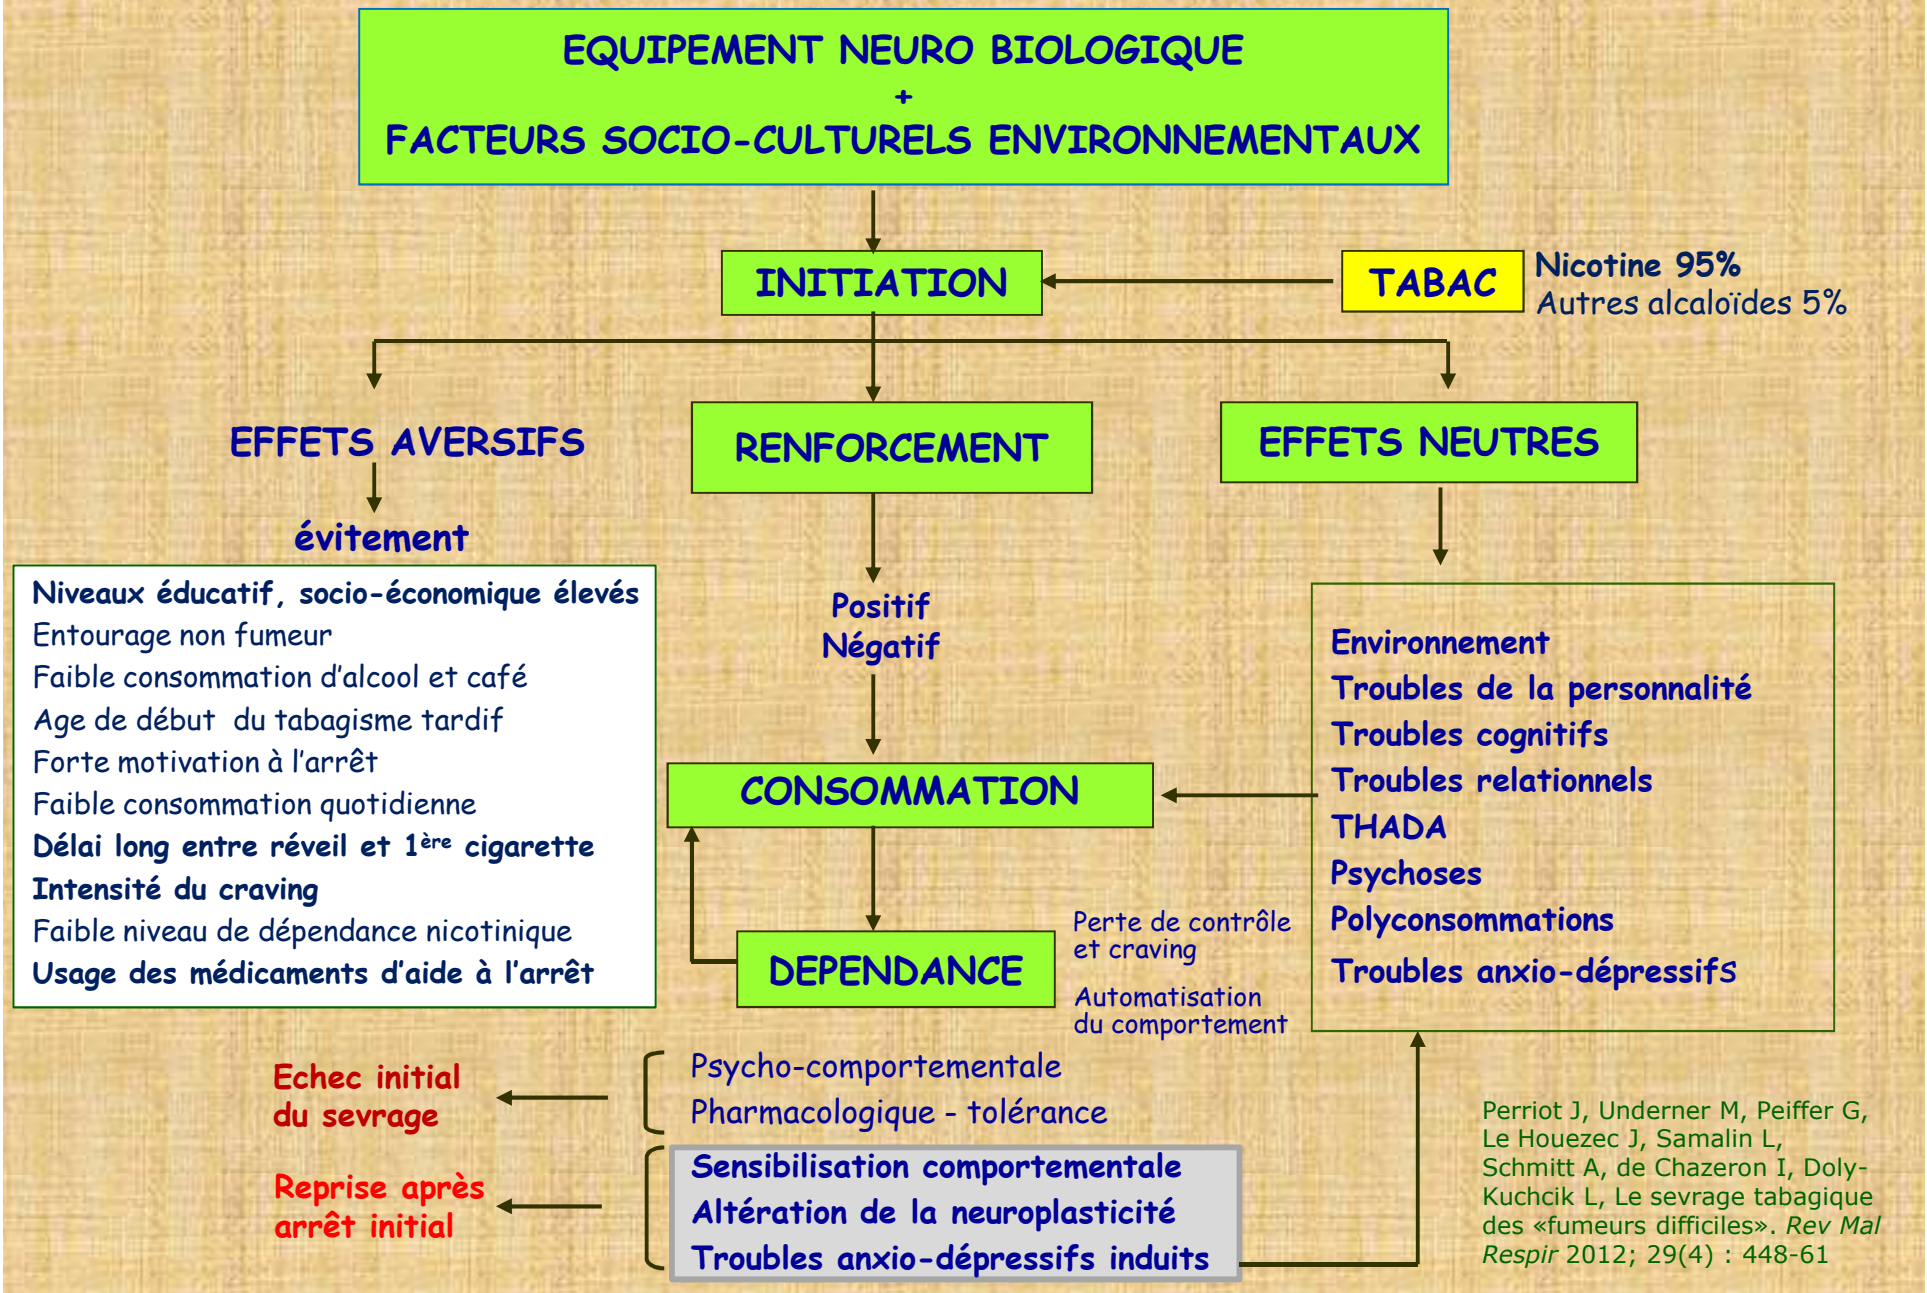 EQUIPEMENT NEURO BIOLOGIQUE
+
FACTEURS SOCIO-CULTURELS ENVIRONNEMENTAUX
INITIATION
TABAC
Nicotine 95%
Autres alcaloïdes 5%
EFFETS AVERSIFS
RENFORCEMENT
EFFETS NEUTRES
évitement
Niveaux éducatif, socio-économique élevés
Entourage non fumeur
Faible consommation d'alcool et café
Age de début du tabagisme tardif
Forte motivation à l'arrêt
Faible consommation quotidienne
Délai long entre réveil et 1ère cigarette
Intensité du craving
Faible niveau de dépendance nicotinique
Usage des médicaments d'aide à l'arrêt
Positif
Négatif
CONSOMMATION
DEPENDANCE
Perte de contrôle
et craving
Automatisation
du comportement
Environnement
Troubles de la personnalité
Troubles cognitifs
Troubles relationnels
THADA
Psychoses
Polyconsommations
Troubles anxio-dépressifs
Echec initial
du sevrage
Psycho-comportementale
Pharmacologique - tolérance
Reprise après
arrêt initial
Sensibilisation comportementale
Altération de la neuroplasticité
Troubles anxio-dépressifs induits
Perriot J, Underner M, Peiffer G,
Le Houezec J, Samalin L,
Schmitt A, de Chazeron I, Doly-
Kuchcik L, Le sevrage tabagique
des «fumeurs difficiles». Rev Mal
Respir 2012; 29(4) : 448-61